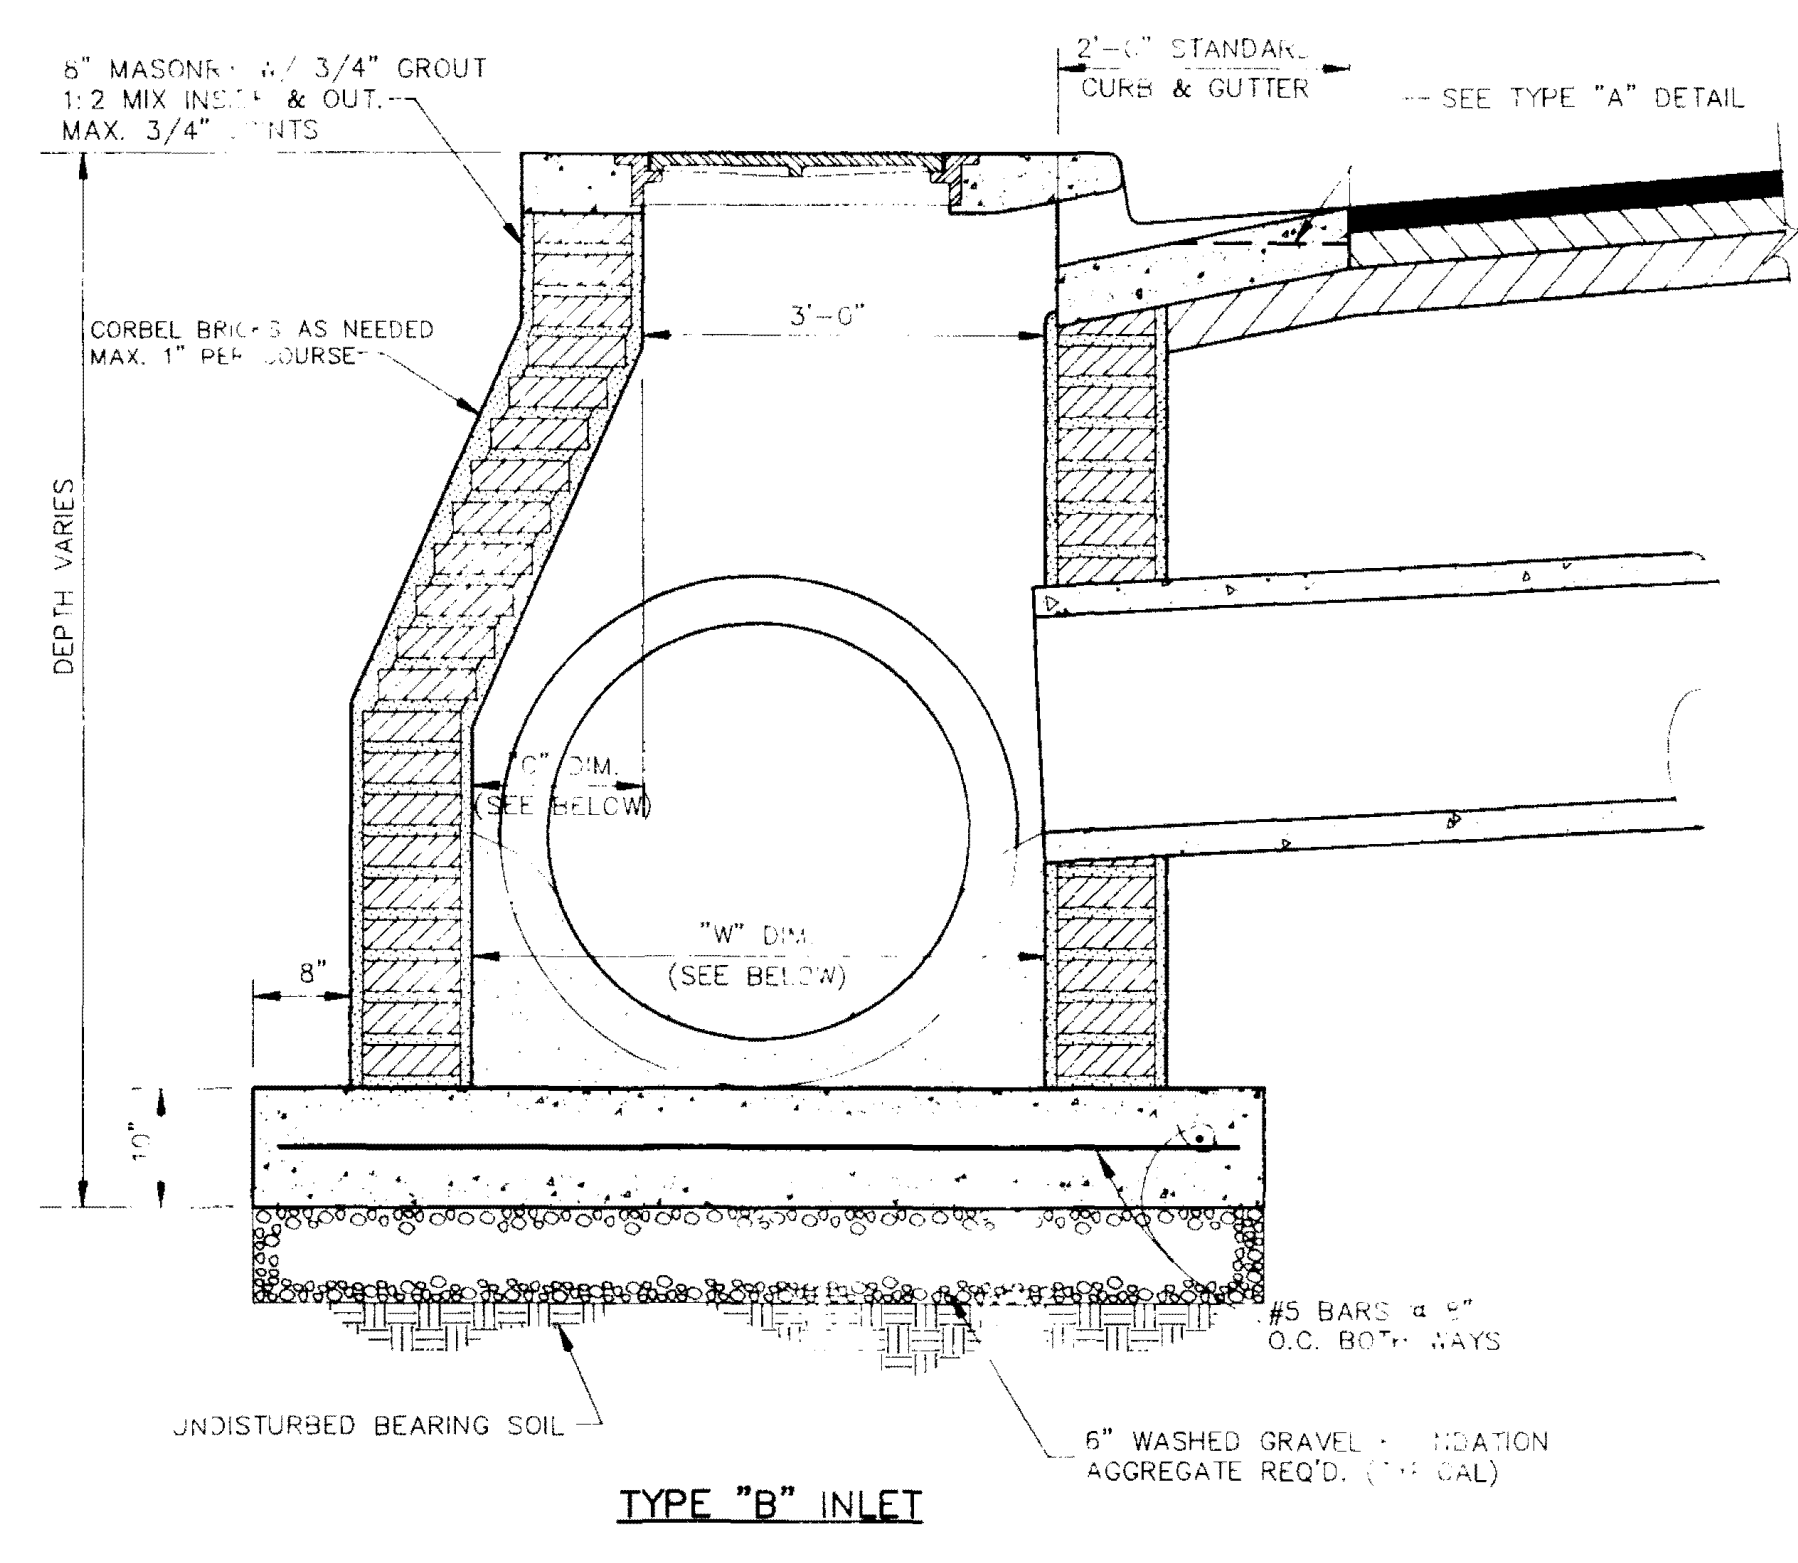 8" MASONRY W/ 3/4" GROUT
1:2 MIX INSIDE & OUT.
MAX. 3/4" JOINTS
2'-0" STANDARD
CURB & GUTTER
SEE TYPE "A" DETAIL
CORBEL BRICKS AS NEEDED
MAX. 1" PER COURSE
3'-0"
DEPTH VARIES
"C" DIM.
(SEE BELOW)
"W" DIM.
(SEE BELOW)
8"
10"
#5 BARS @ 8"
O.C. BOTH WAYS
UNDISTURBED BEARING SOIL
6" WASHED GRAVEL FOUNDATION
AGGREGATE REQ'D. (TYPICAL)
TYPE "B" INLET